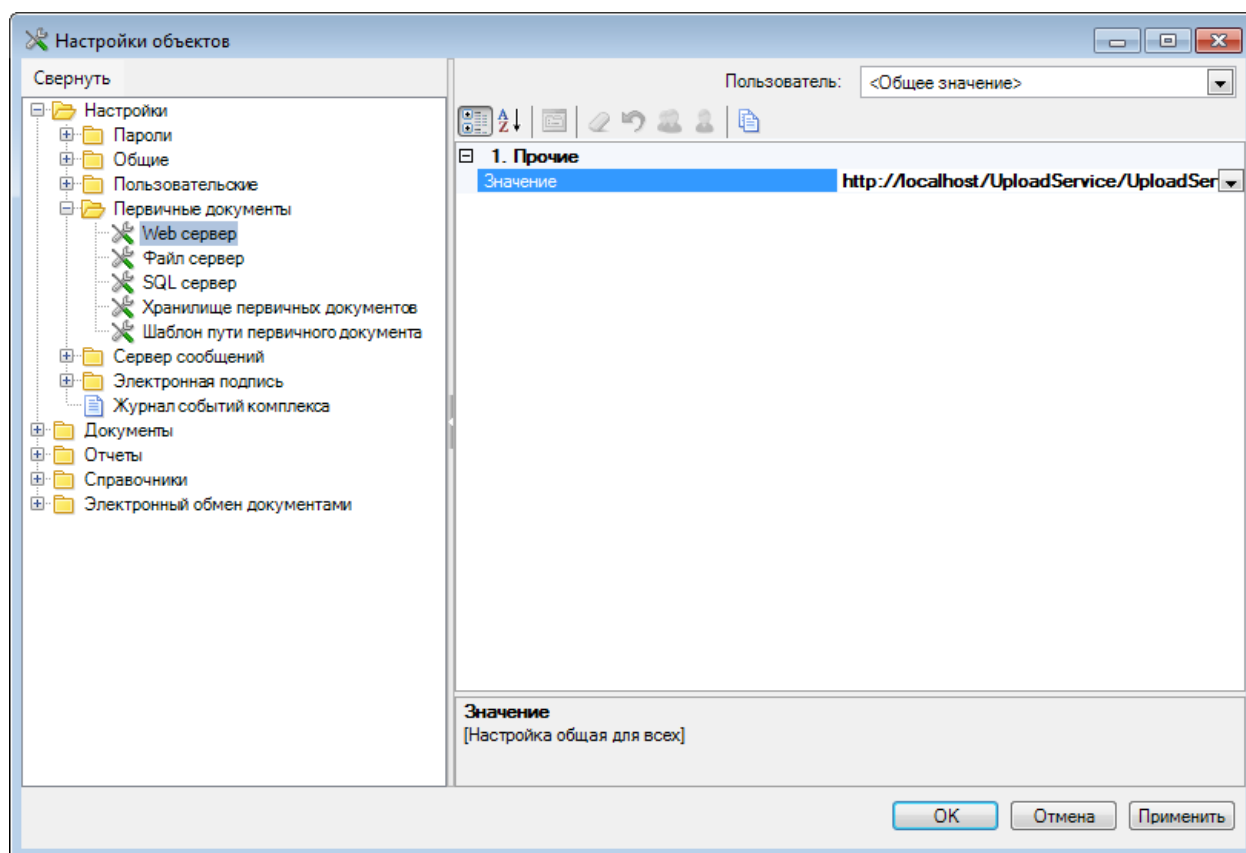 Настройки объектов
Свернуть
Пользователь: <Общее значение>
Настройки
Пароли
Общие
Пользовательские
Первичные документы
Web сервер
Файл сервер
SQL сервер
Хранилище первичных документов
Шаблон пути первичного документа
Сервер сообщений
Электронная подпись
Журнал событий комплекса
Документы
Отчеты
Справочники
Электронный обмен документами
1. Прочие
Значение http://localhost/UploadService/UploadSer
Значение
[Настройка общая для всех]
OK Отмена Применить